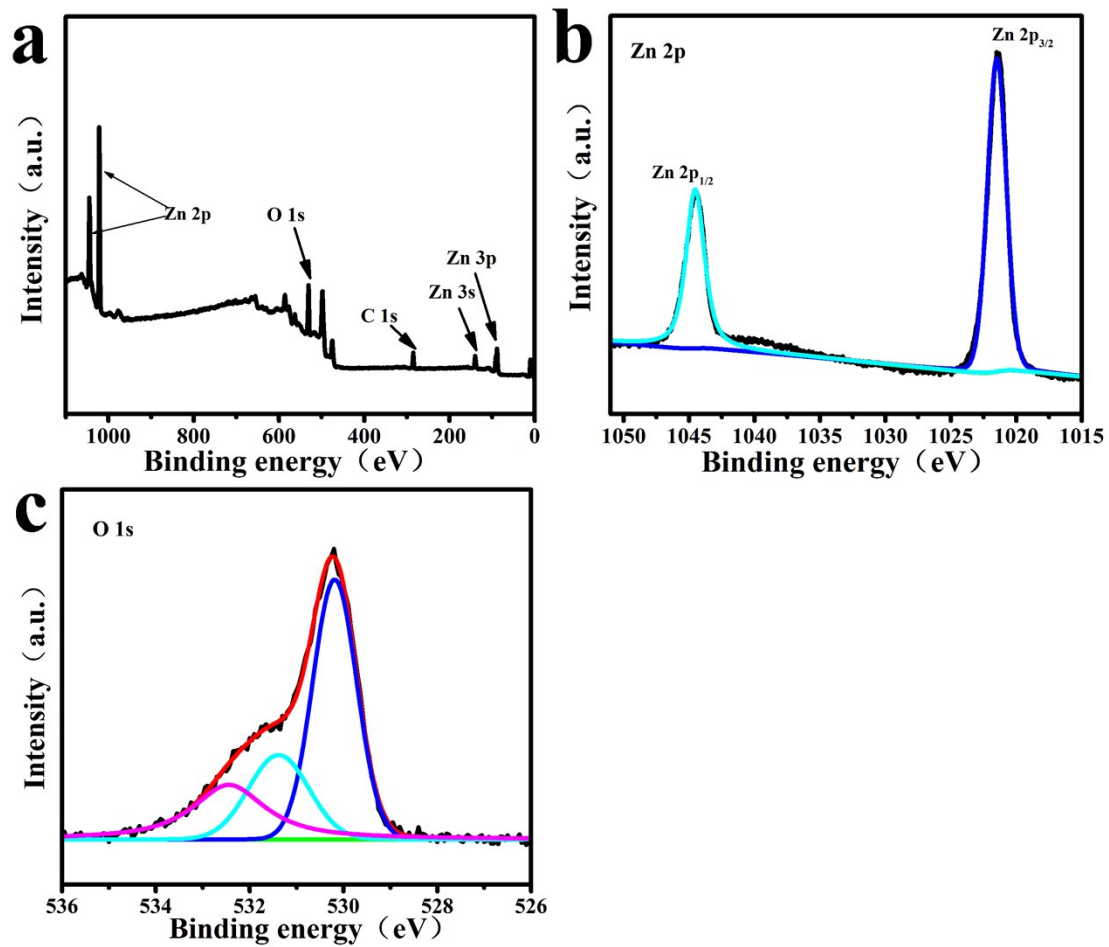 a
Intensity（a.u.）
Zn 2p
O 1s
C 1s
Zn 3s
Zn 3p
1000 800 600 400 200 0
Binding energy（eV）
b
Intensity（a.u.）
Zn 2p
Zn 2p1/2
Zn 2p3/2
1050 1045 1040 1035 1030 1025 1020 1015
Binding energy（eV）
c
Intensity（a.u.）
O 1s
536 534 532 530 528 526
Binding energy（eV）